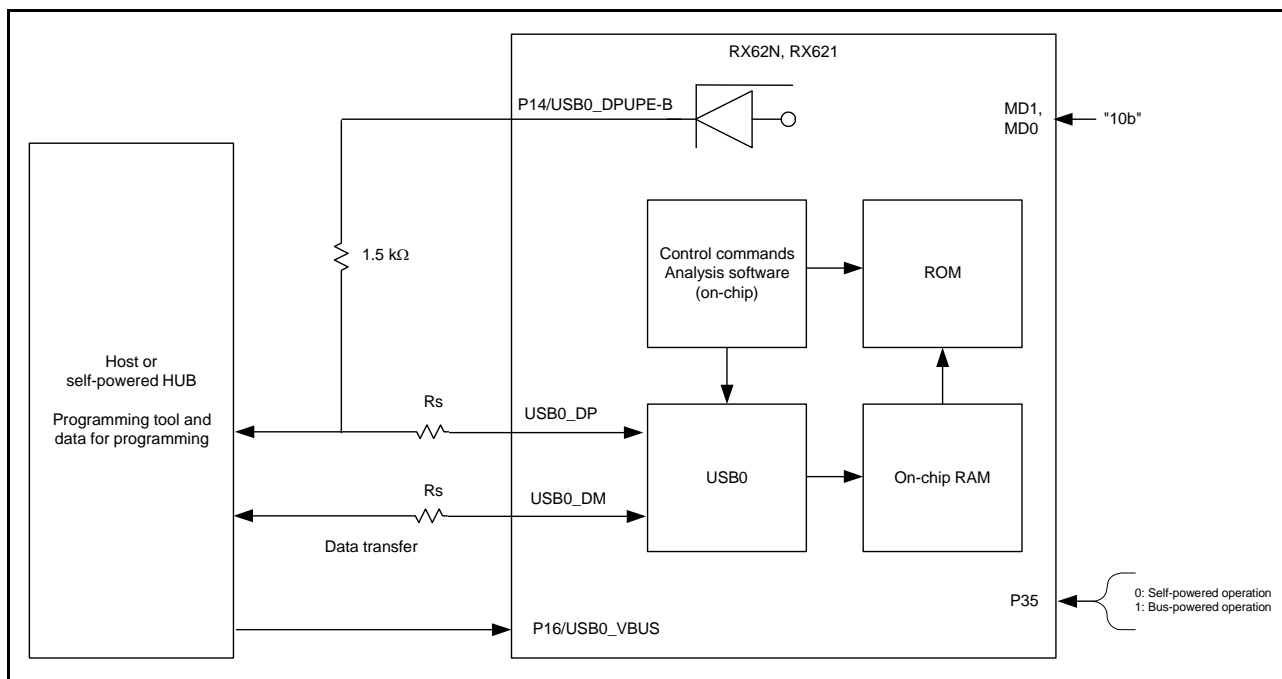 RX62N, RX621
P14/USB0_DPUPE-B
MD1,
MD0
"10b"
1.5 kΩ
Control commands
Analysis software
(on-chip)
ROM
Host or
self-powered HUB
Programming tool and
data for programming
Rs
USB0_DP
USB0
On-chip RAM
Rs
USB0_DM
Data transfer
P35
0: Self-powered operation
1: Bus-powered operation
P16/USB0_VBUS